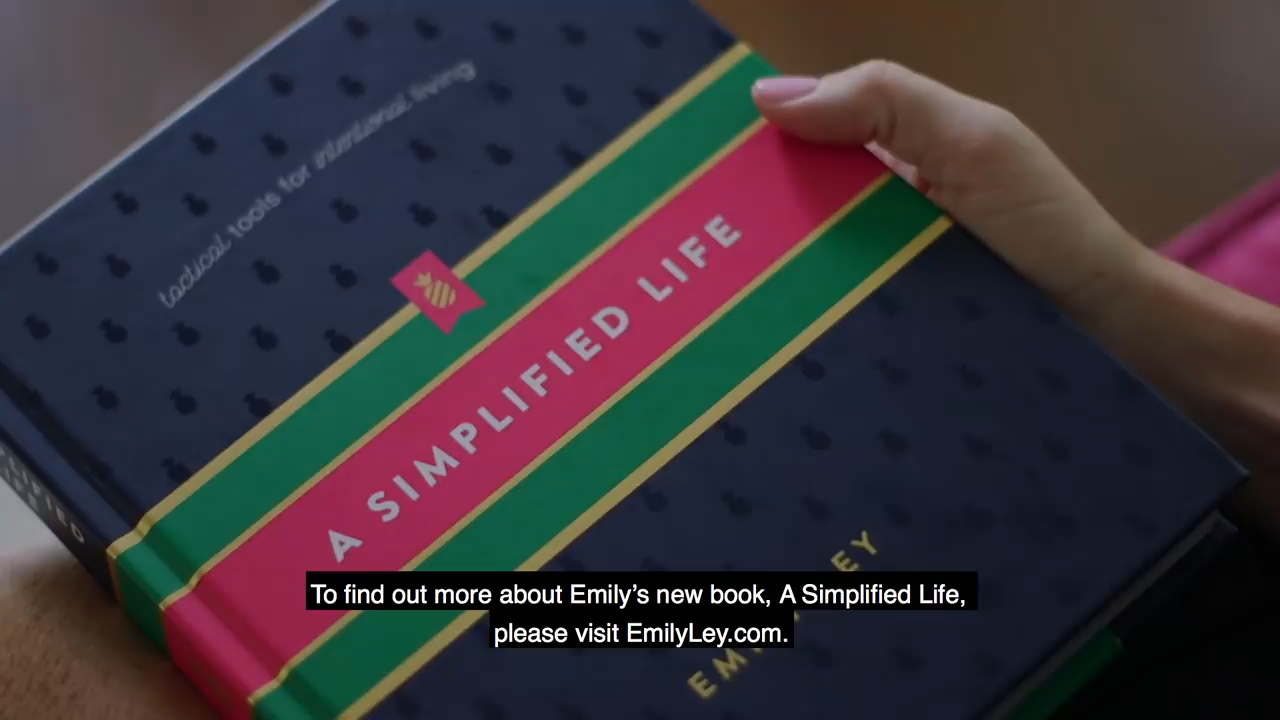 tactical tools for intentional living
A SIMPLIFIED LIFE
To find out more about Emily’s new book, A Simplified Life,
please visit EmilyLey.com.